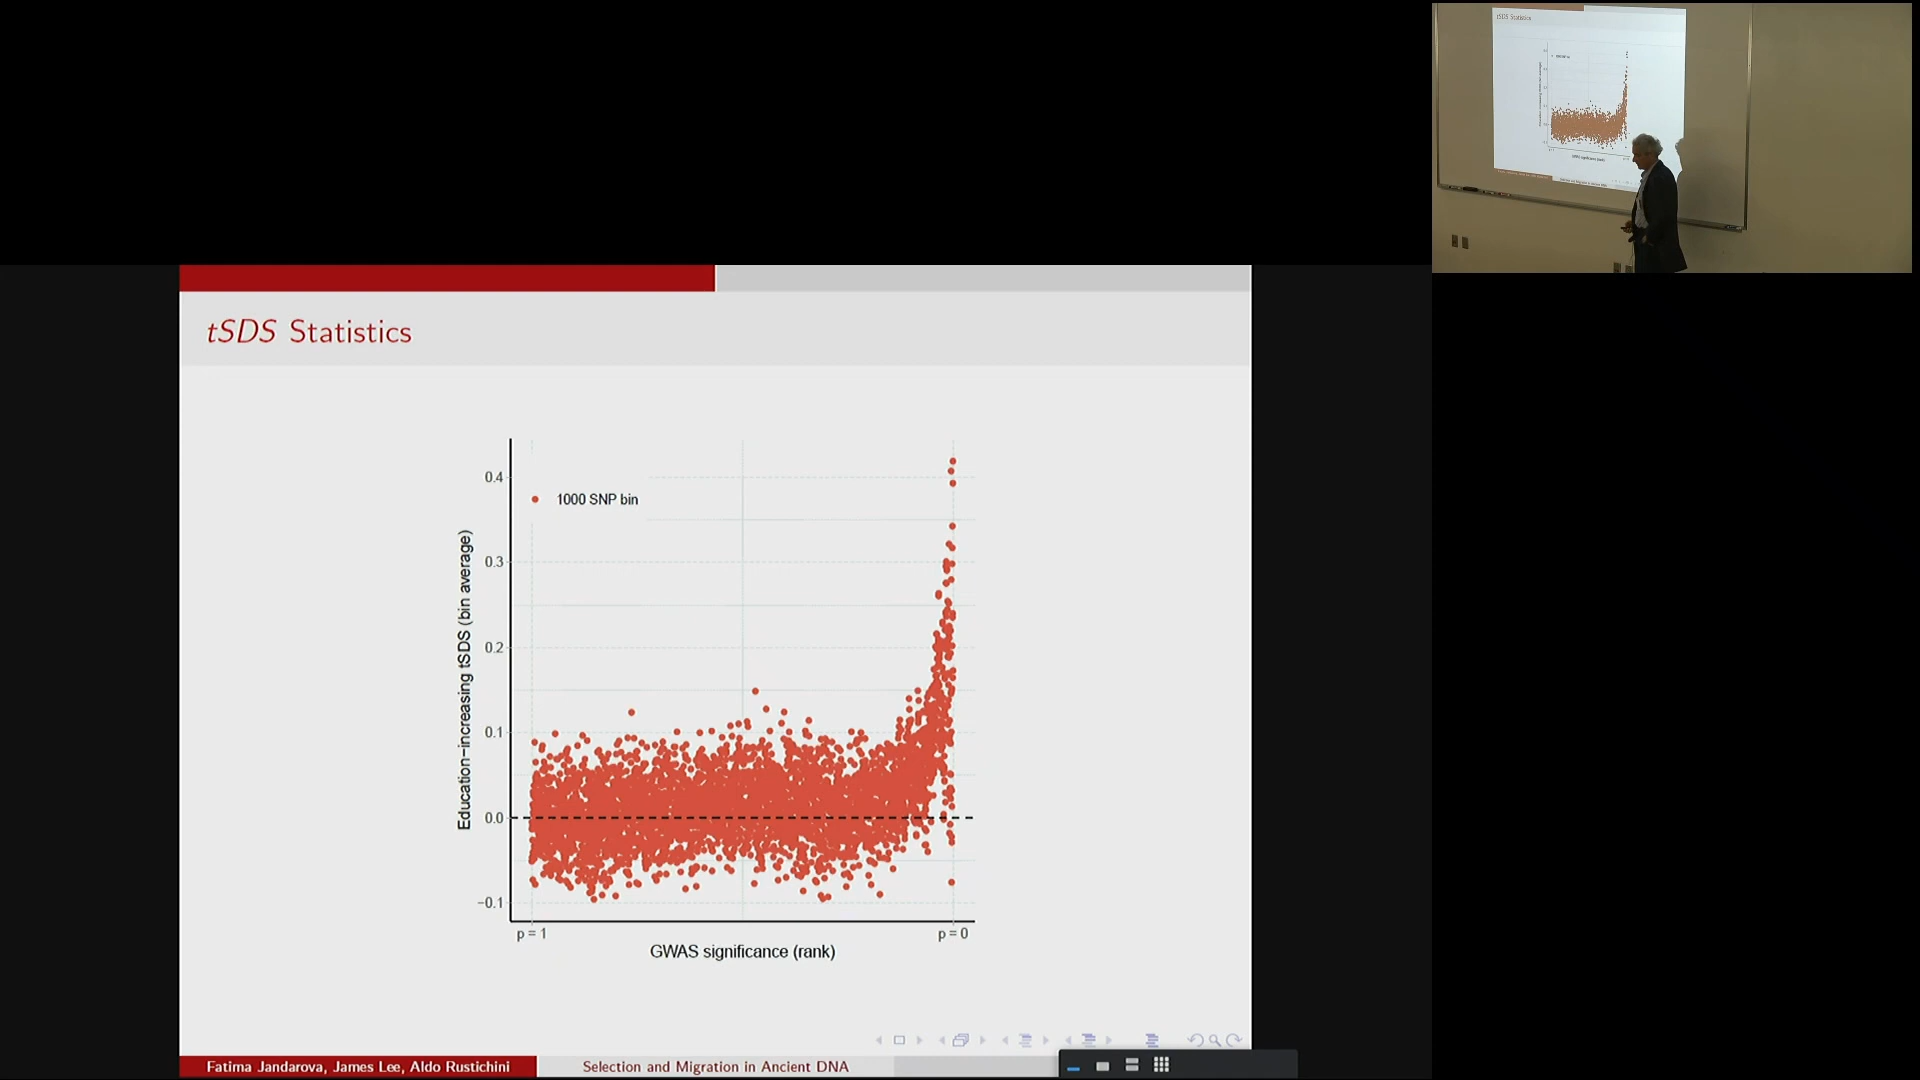 tSDS Statistics
0.4
0.3
0.2
0.1
0.0
−0.1
1000 SNP bin
Education−increasing tSDS (bin average)
p = 1
p = 0
GWAS significance (rank)
Fatima Jandarova, James Lee, Aldo Rustichini
Selection and Migration in Ancient DNA
tSDS Statistics